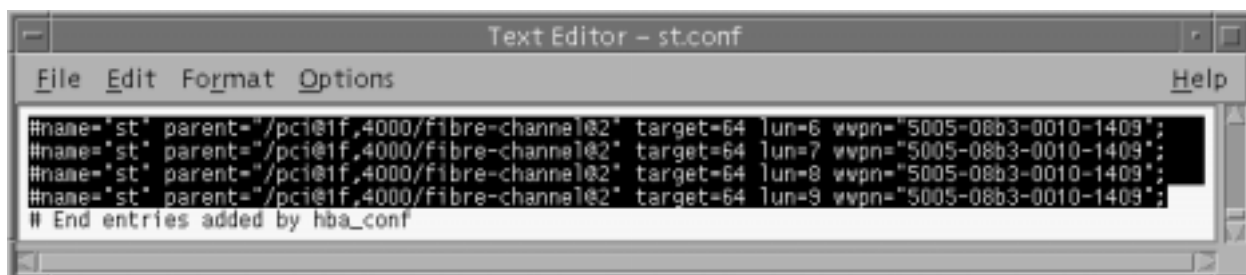 Text Editor – st.conf
File Edit Format Options Help
#name="st" parent="/pci@1f,4000/fibre-channel@2" target=64 lun=6 wwpn="5005-08b3-0010-1409";
#name="st" parent="/pci@1f,4000/fibre-channel@2" target=64 lun=7 wwpn="5005-08b3-0010-1409";
#name="st" parent="/pci@1f,4000/fibre-channel@2" target=64 lun=8 wwpn="5005-08b3-0010-1409";
#name="st" parent="/pci@1f,4000/fibre-channel@2" target=64 lun=9 wwpn="5005-08b3-0010-1409";
# End entries added by hba_conf